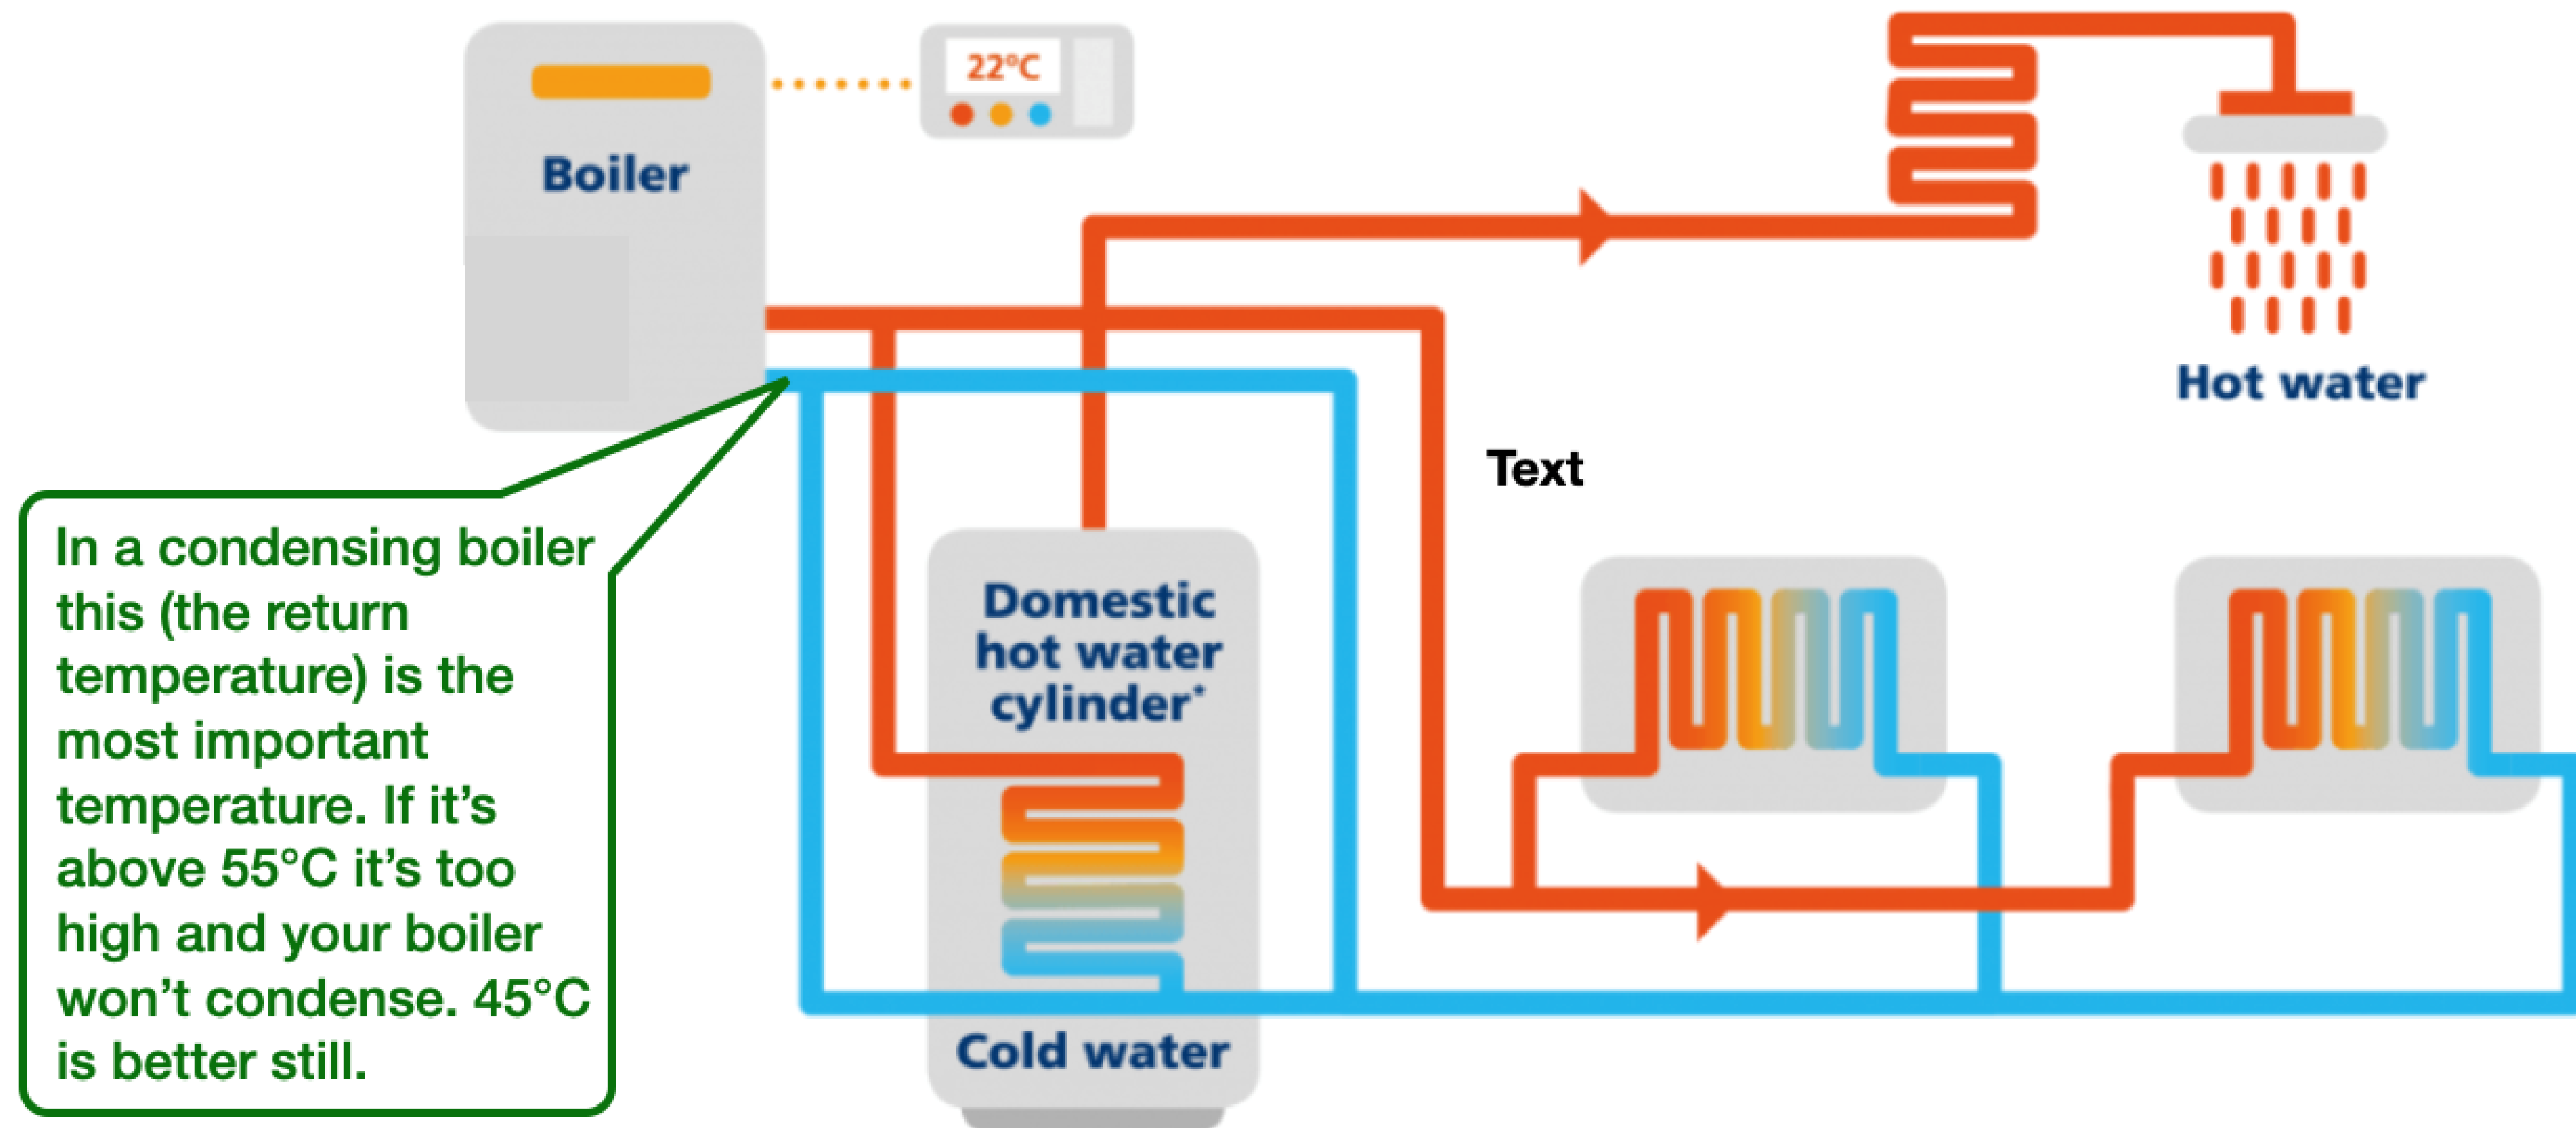 22°C
Boiler
Hot water
Text
In a condensing boiler
this (the return
temperature) is the
most important
temperature. If it’s
above 55°C it’s too
high and your boiler
won’t condense. 45°C
is better still.
Domestic
hot water
cylinder*
Cold water